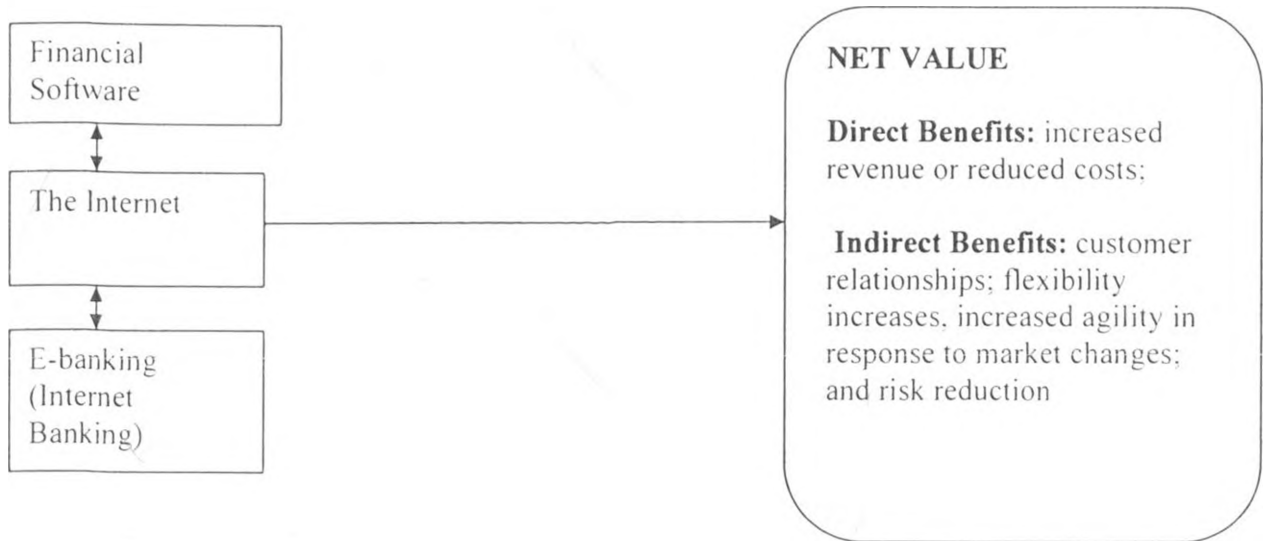 Financial
Software
The Internet
E-banking
(Internet
Banking)
NET VALUE
Direct Benefits: increased
revenue or reduced costs;
Indirect Benefits: customer
relationships; flexibility
increases, increased agility in
response to market changes;
and risk reduction